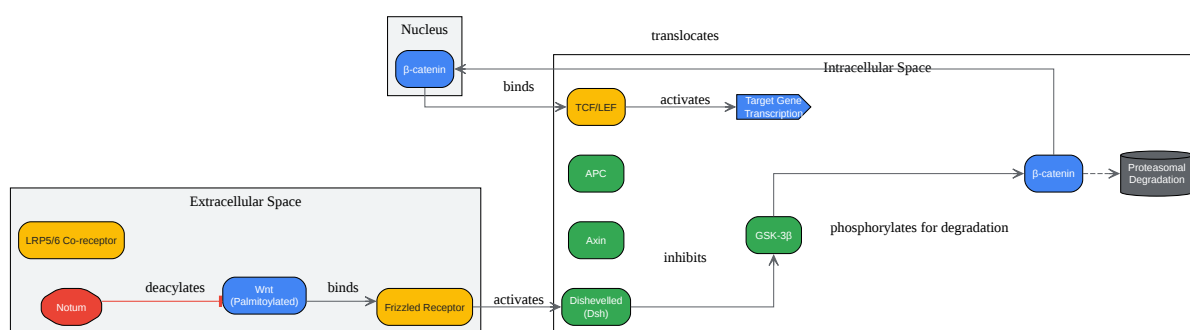 Nucleus
β-catenin
translocates
Intracellular Space
binds
TCF/LEF
activates
Target Gene
Transcription
APC
β-catenin
Proteasomal
Degradation
Extracellular Space
LRP5/6 Co-receptor
Axin
GSK-3β
phosphorylates for degradation
inhibits
Notum
deacylates
Wnt
(Palmitoylated)
binds
Frizzled Receptor
activates
Dishevelled
(Dsh)